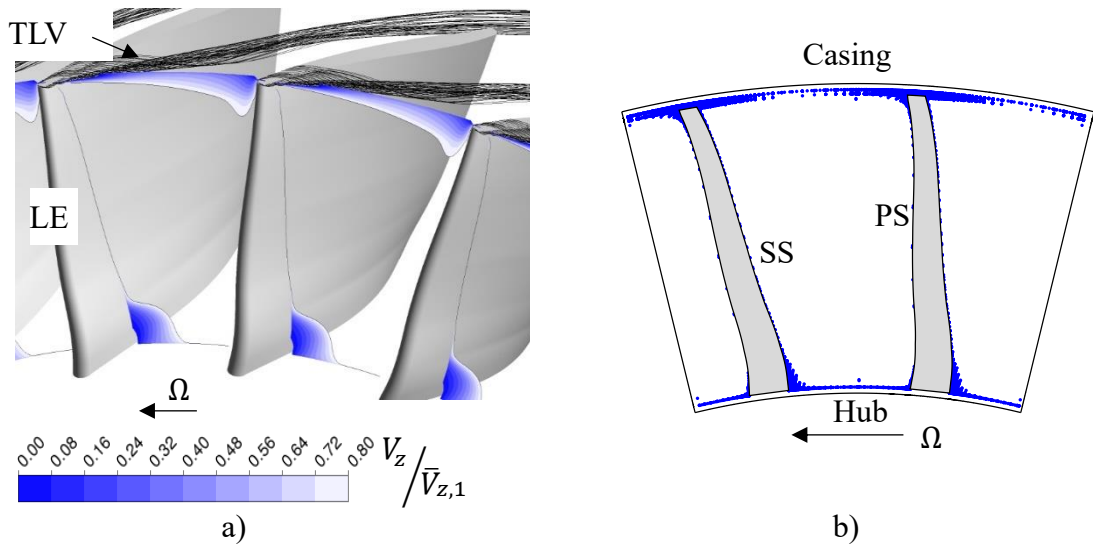 TLV
LE
Ω
0.00 0.08 0.16 0.24 0.32 0.40 0.48 0.56 0.64 0.72 0.80
V_z / V̄_{z,1}
a)
Casing
PS
SS
Hub
Ω
b)